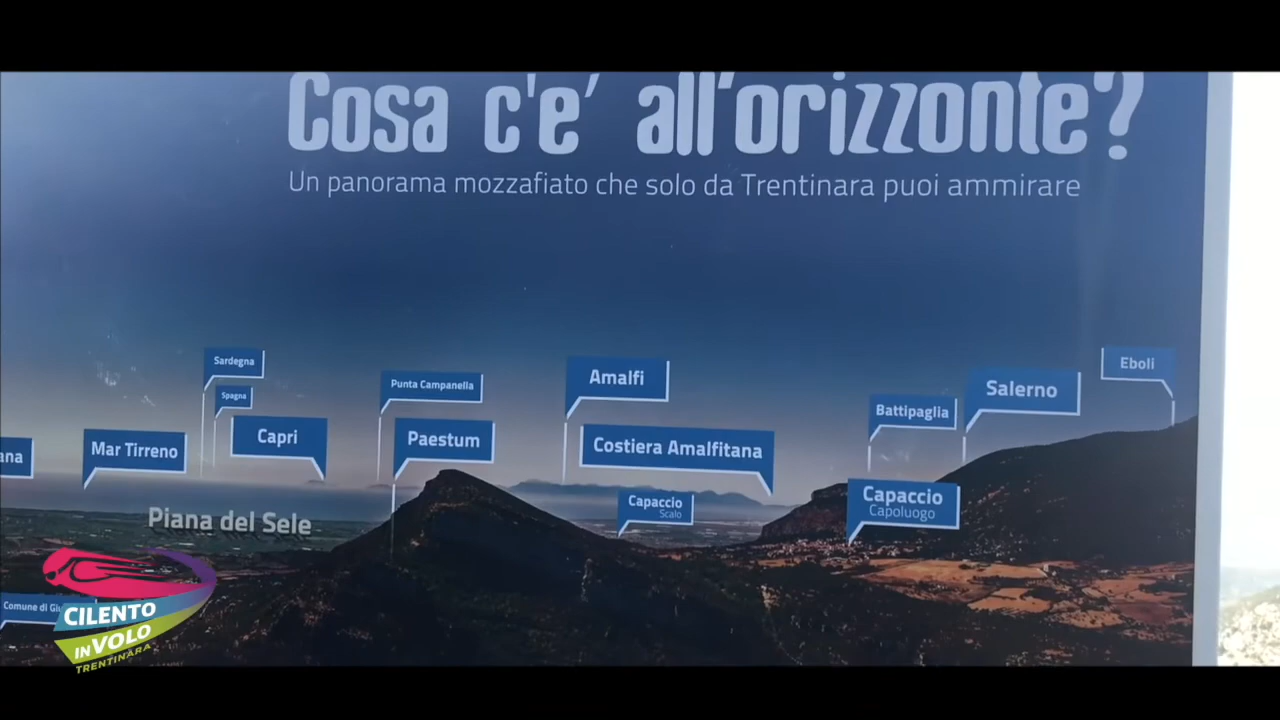 Cosa c'e' all'orizzonte?
Un panorama mozzafiato che solo da Trentinara puoi ammirare
Sardegna
Spagna
Punta Campanella
Amalfi
Battipaglia
Salerno
Eboli
Mar Tirreno
Capri
Paestum
Costiera Amalfitana
Capaccio
Scalo
Capaccio
Capoluogo
Piana del Sele
Comune di
CILENTO
IN VOLO
TRENTINARA